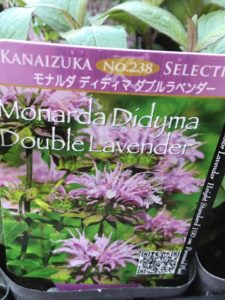 KANAIZUKA NO.238 SELECTI
モナルダ ディディマ ダブルラベンダー
Monarda Didyma
Double Lavender